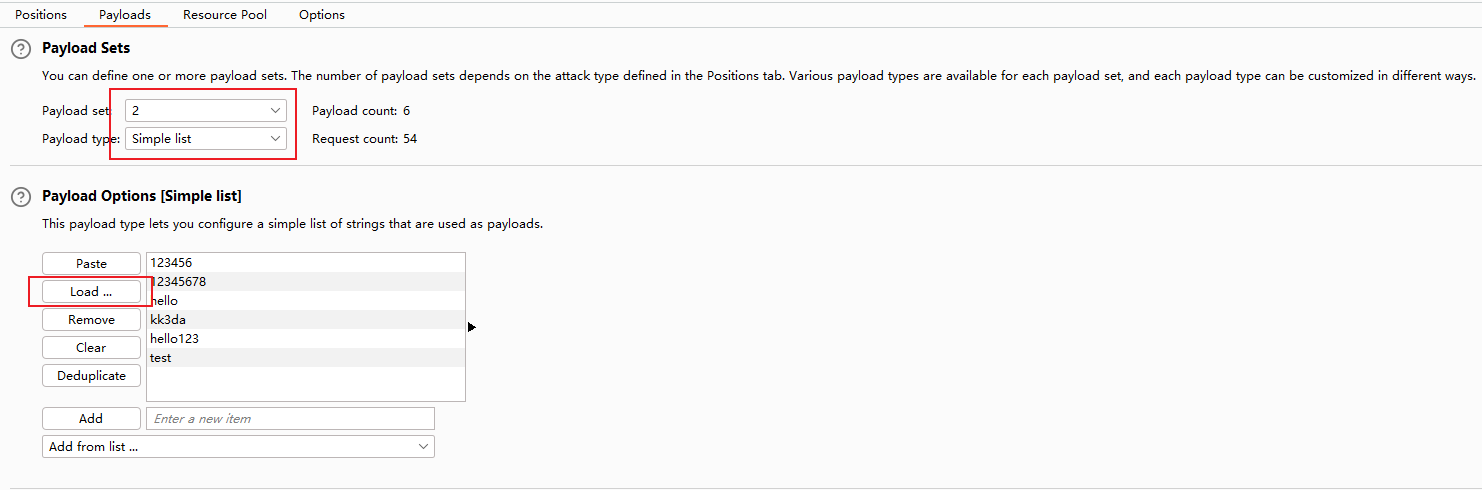 Positions Payloads Resource Pool Options
? Payload Sets
You can define one or more payload sets. The number of payload sets depends on the attack type defined in the Positions tab. Various payload types are available for each payload set, and each payload type can be customized in different ways.
Payload set: 2 Payload count: 6
Payload type: Simple list Request count: 54
? Payload Options [Simple list]
This payload type lets you configure a simple list of strings that are used as payloads.
Paste 123456
12345678
Load ... hello
Remove kk3da
hello123
Clear test
Deduplicate
Add Enter a new item
Add from list ...